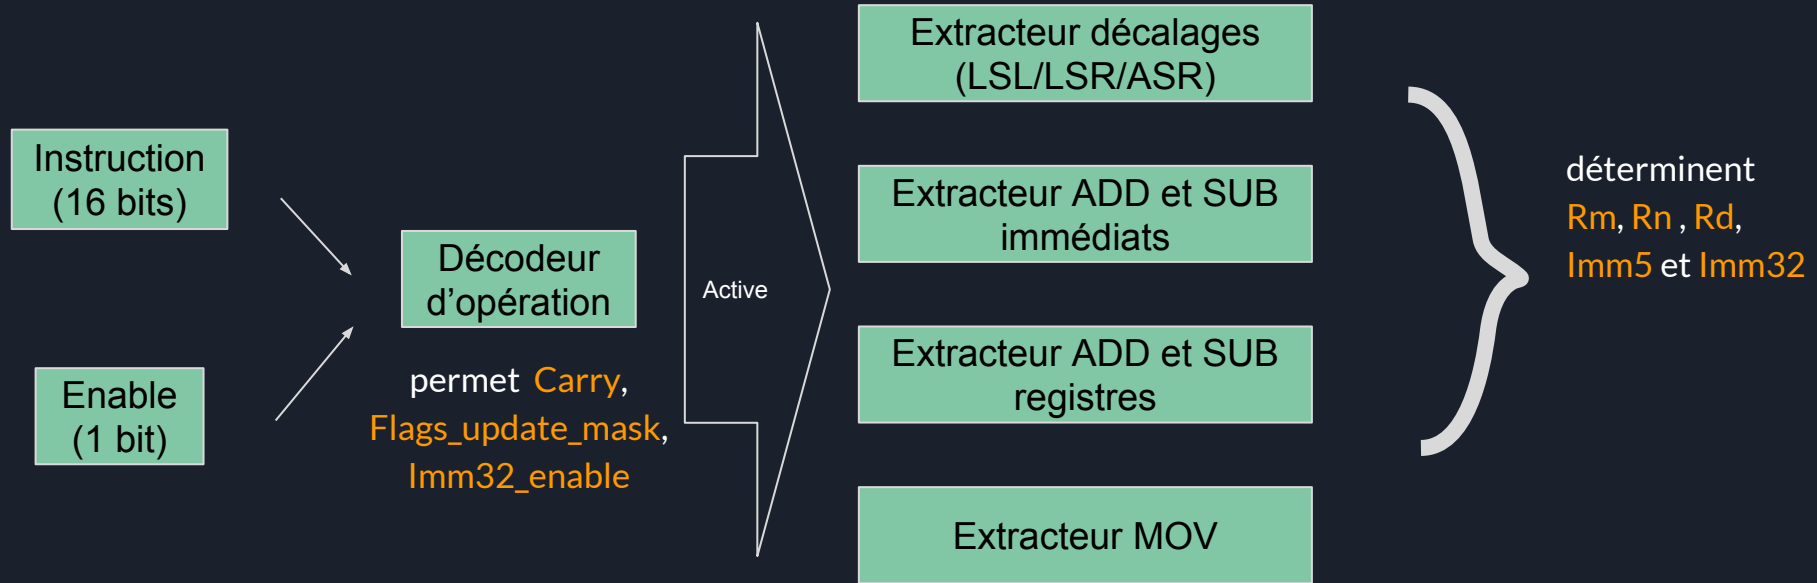 Instruction
(16 bits)
Enable
(1 bit)
Décodeur
d’opération
permet Carry,
Flags_update_mask,
Imm32_enable
Active
Extracteur décalages
(LSL/LSR/ASR)
Extracteur ADD et SUB
immédiats
Extracteur ADD et SUB
registres
Extracteur MOV
déterminent
Rm, Rn , Rd,
Imm5 et Imm32